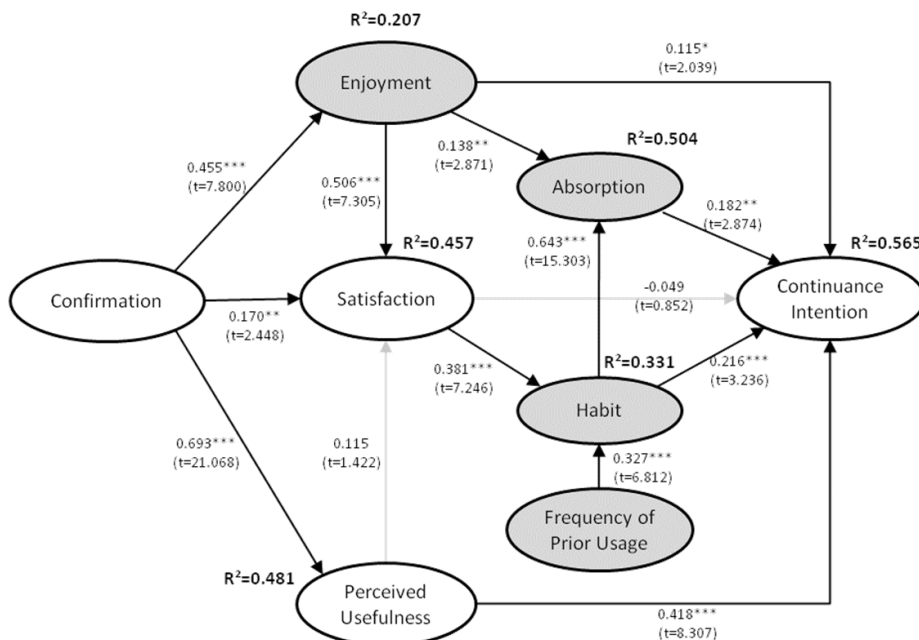 R²=0.207
Enjoyment
0.115*
(t=2.039)
0.138**
(t=2.871)
R²=0.504
0.455***
(t=7.800)
0.506***
(t=7.305)
Absorption
0.182**
(t=2.874)
R²=0.457
0.643***
(t=15.303)
R²=0.565
Confirmation
Satisfaction
-0.049
(t=0.852)
Continuance
Intention
0.170**
(t=2.448)
0.381***
(t=7.246)
R²=0.331
0.216***
(t=3.236)
Habit
0.693***
(t=21.068)
0.115
(t=1.422)
0.327***
(t=6.812)
Frequency of
Prior Usage
R²=0.481
Perceived
Usefulness
0.418***
(t=8.307)